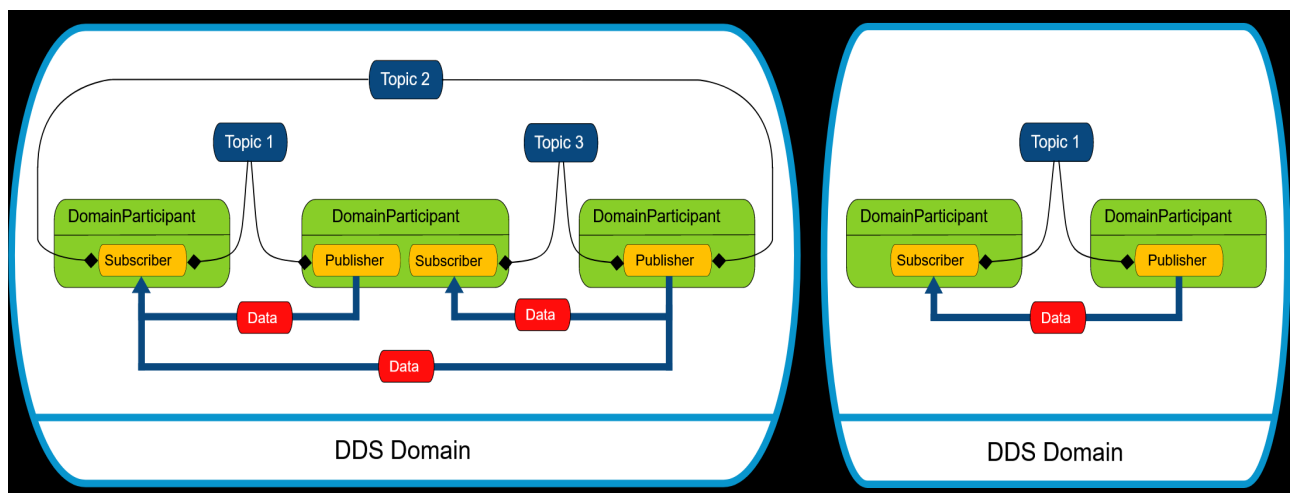 Topic 2
Topic 1
Topic 3
DomainParticipant
Subscriber
DomainParticipant
Publisher
Subscriber
DomainParticipant
Publisher
Data
Data
Data
DDS Domain
Topic 1
DomainParticipant
Subscriber
DomainParticipant
Publisher
Data
DDS Domain